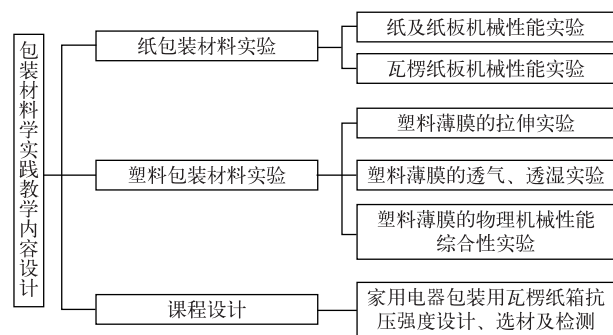 包装材料学实践教学内容设计
纸包装材料实验
纸及纸板机械性能实验
瓦楞纸板机械性能实验
塑料包装材料实验
塑料薄膜的拉伸实验
塑料薄膜的透气、透湿实验
塑料薄膜的物理机械性能
综合性实验
课程设计
家用电器包装用瓦楞纸箱抗
压强度设计、选材及检测